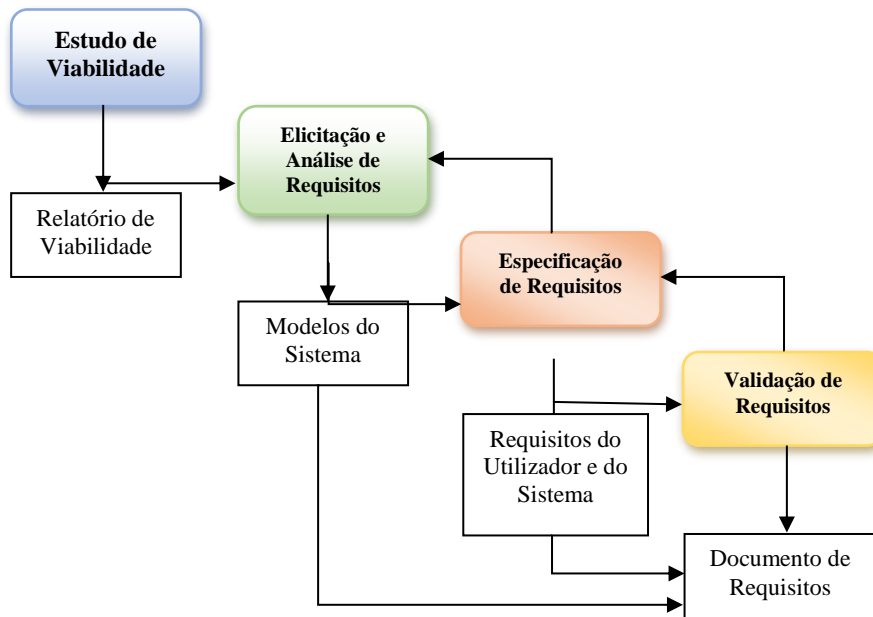 Estudo de
Viabilidade
Elicitação e
Análise de
Requisitos
Relatório de
Viabilidade
Especificação
de Requisitos
Modelos do
Sistema
Validação de
Requisitos
Requisitos do
Utilizador e do
Sistema
Documento de
Requisitos